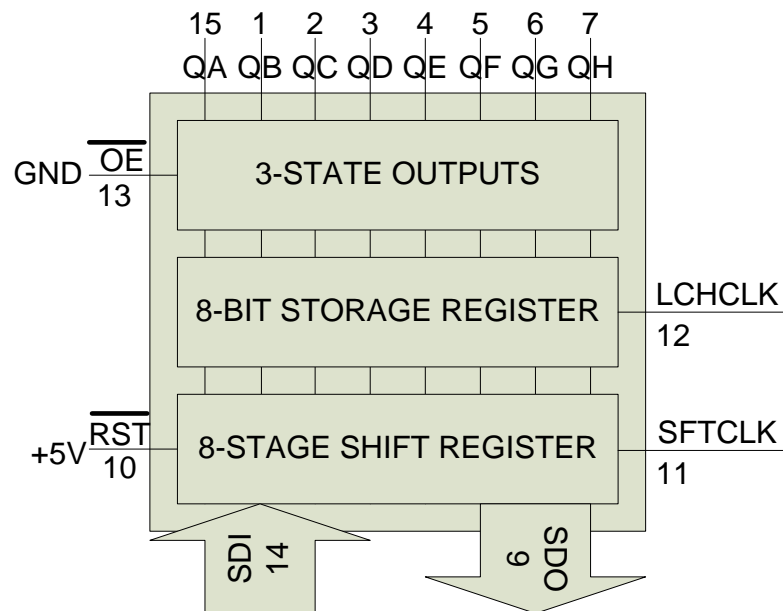 15 1 2 3 4 5 6 7
QA QB QC QD QE QF QG QH
GND OE
13
3-STATE OUTPUTS
8-BIT STORAGE REGISTER
LCHCLK
12
+5V RST
10
8-STAGE SHIFT REGISTER
SFTCLK
11
SDI
14
SDO
9